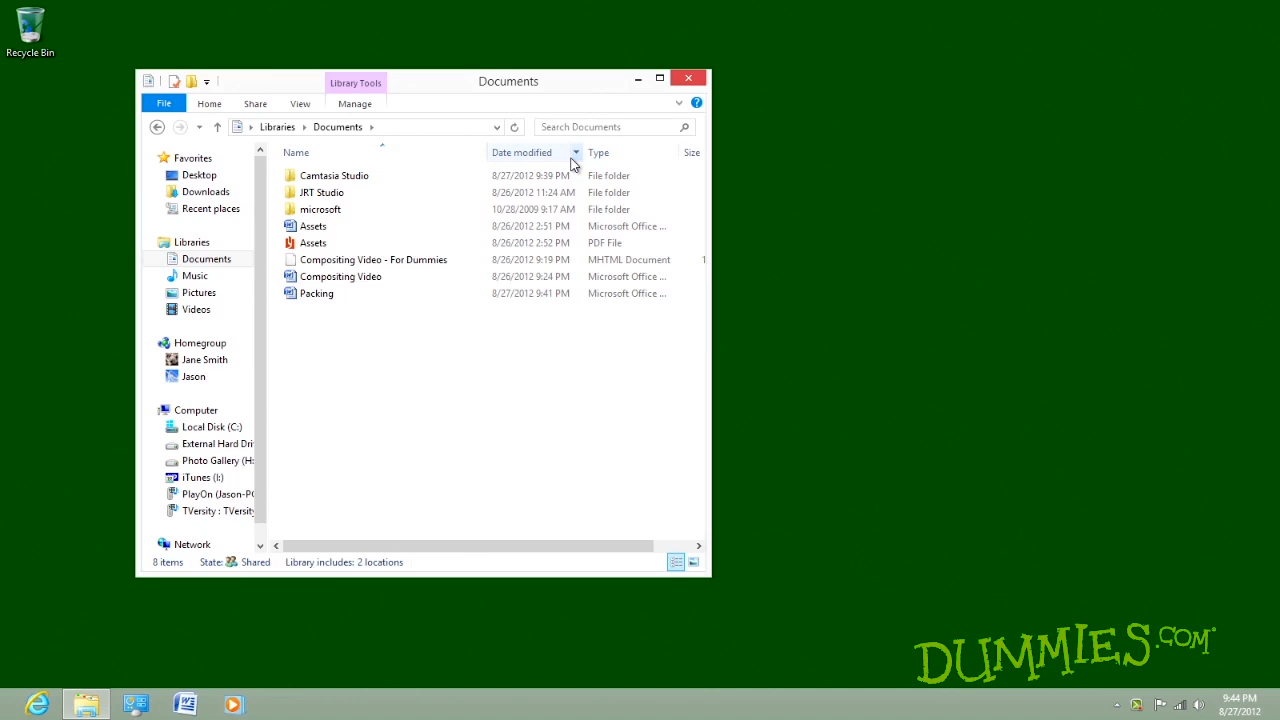 Recycle Bin
Library Tools
Documents
File Home Share View Manage
Libraries Documents
Search Documents
Name Date modified Type Size
Favorites
Desktop
Downloads
Recent places
Libraries
Documents
Music
Pictures
Videos
Homegroup
Jane Smith
Jason
Computer
Local Disk (C:)
External Hard Dri
Photo Gallery (H:
iTunes (I:)
PlayOn (Jason-PC
TVersity : TVersity
Network
Camtasia Studio 8/27/2012 9:39 PM File folder
JRT Studio 8/26/2012 11:24 AM File folder
microsoft 10/28/2009 9:17 AM File folder
Assets 8/26/2012 2:51 PM Microsoft Office ...
Assets 8/26/2012 2:52 PM PDF File
Compositing Video - For Dummies 8/26/2012 9:19 PM MHTML Document 1
Compositing Video 8/26/2012 9:24 PM Microsoft Office ...
Packing 8/27/2012 9:41 PM Microsoft Office ...
8 items State: Shared Library includes: 2 locations
DUMMIES.COM
9:44 PM
8/27/2012